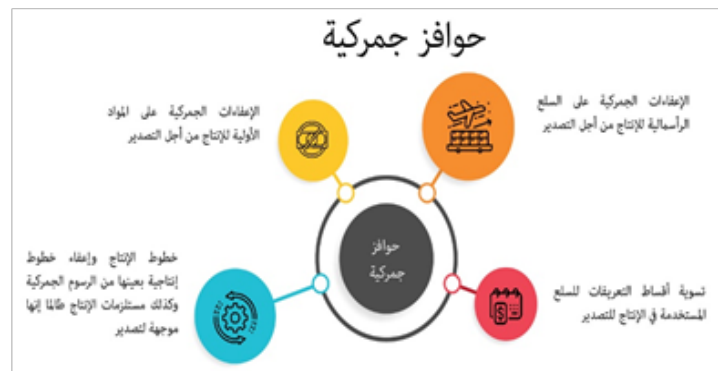 حوافز جمركية
الإعفاءات الجمركية على السلع
الرأسمالية للإنتاج من أجل التصدير
الإعفاءات الجمركية على المواد
الأولية للإنتاج من أجل التصدير
حوافز
جمركية
تسوية أقساط التعريفات للسلع
المستخدمة في الإنتاج للتصدير
خطوط الإنتاج وإعفاء خطوط
إنتاجية بعينها من الرسوم الجمركية
وكذلك مستلزمات الإنتاج طالما إنها
موجهة لتصدير